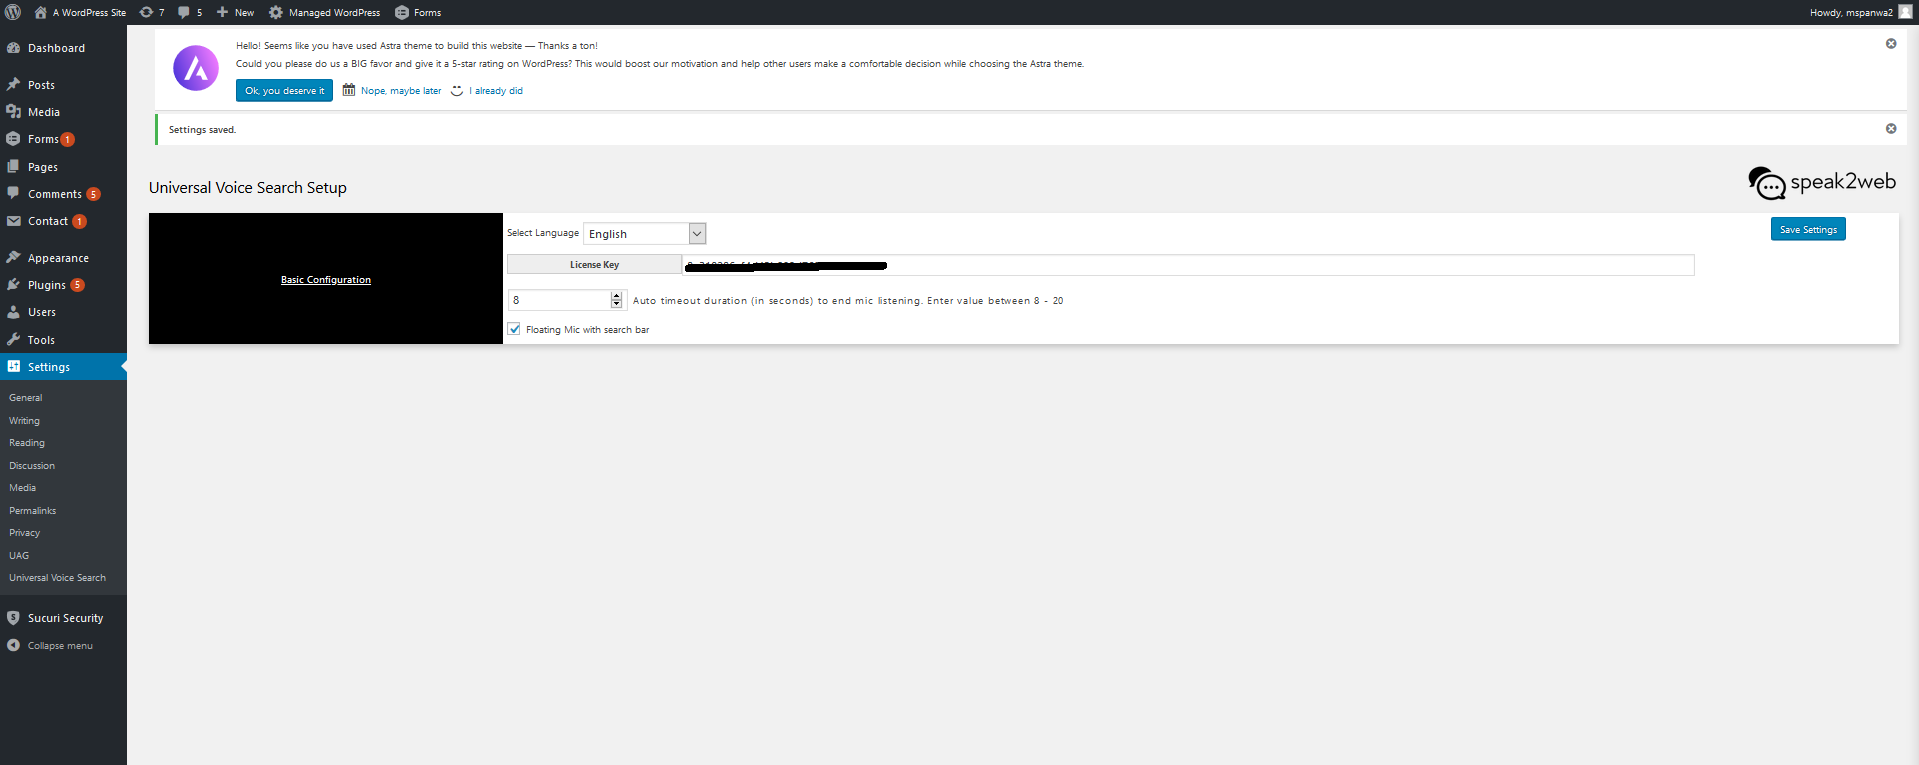 A WordPress Site 7 5 New Managed WordPress Forms Howdy, mspanwa2
Dashboard
Posts
Media
Forms 1
Pages
Comments 5
Contact 1
Appearance
Plugins 5
Users
Tools
Settings
General
Writing
Reading
Discussion
Media
Permalinks
Privacy
UAG
Universal Voice Search
Sucuri Security
Collapse menu
Hello! Seems like you have used Astra theme to build this website — Thanks a ton!
Could you please do us a BIG favor and give it a 5-star rating on WordPress? This would boost our motivation and help other users make a comfortable decision while choosing the Astra theme.
Ok, you deserve it Nope, maybe later I already did
Settings saved.
Universal Voice Search Setup
speak2web
Basic Configuration
Select Language English
Save Settings
License Key
8 Auto timeout duration (in seconds) to end mic listening. Enter value between 8 - 20
Floating Mic with search bar